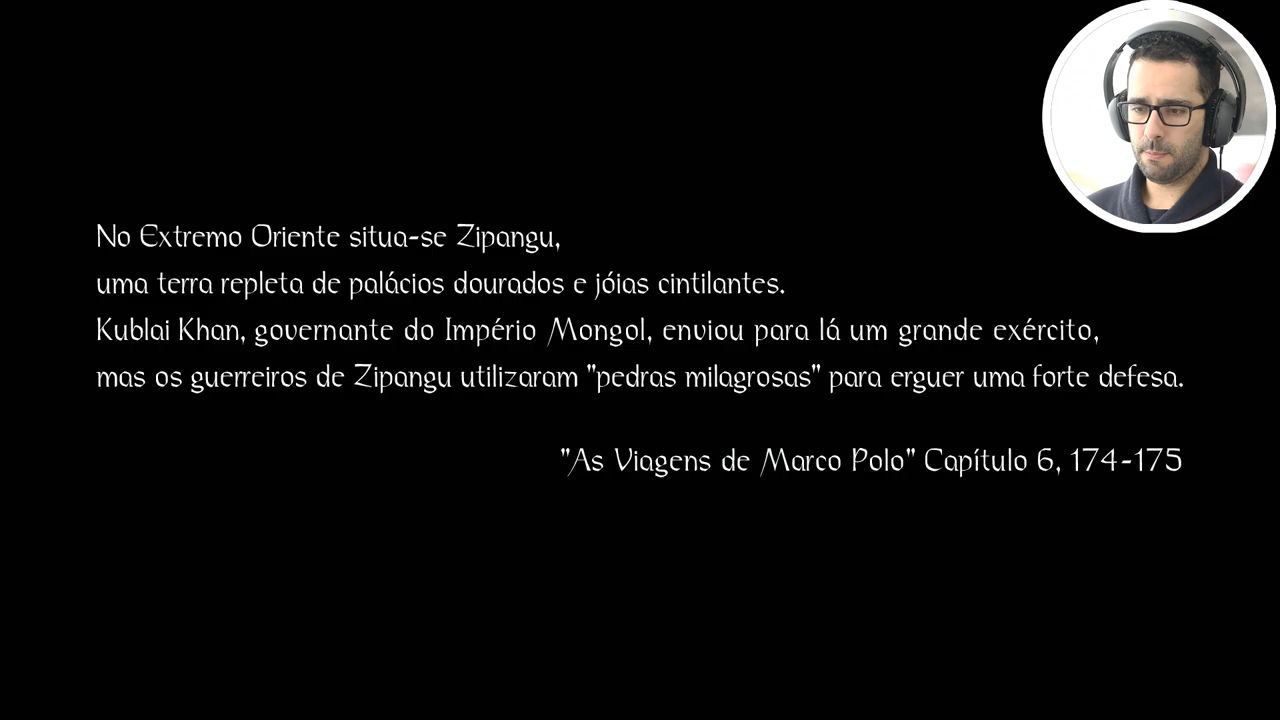 No Extremo Oriente situa-se Zipangu,
uma terra repleta de palácios dourados e jóias cintilantes.
Kublai Khan, governante do Império Mongol, enviou para lá um grande exército,
mas os guerreiros de Zipangu utilizaram "pedras milagrosas" para erguer uma forte defesa.
"As Viagens de Marco Polo" Capítulo 6, 174-175